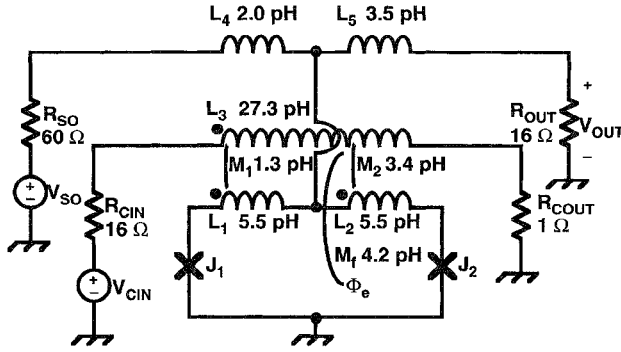 L4 2.0 pH
L5 3.5 pH
RSO
60 Ω
L3 27.3 pH
+
ROUT
16 Ω
VOUT
−
M1 1.3 pH
M2 3.4 pH
+
−
VSO
RCIN
16 Ω
RCOUT
1 Ω
L1 5.5 pH
L2 5.5 pH
Mf 4.2 pH
J1
J2
Φe
+
−
VCIN